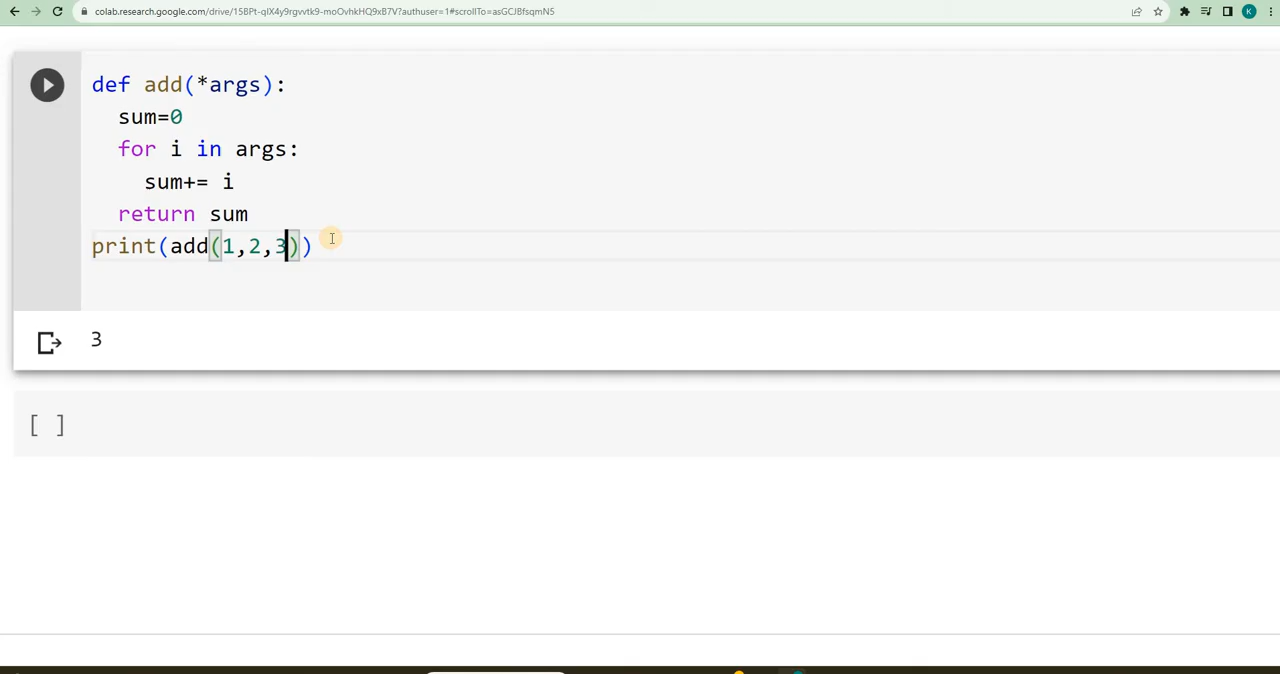 colab.research.google.com/drive/15BPt-qIX4y9rgvvtk9-moOvhkHQ9xB7V?authuser=1#scrollTo=asGCJBfsqmN5
K
def add(*args):
sum=0
for i in args:
sum+= i
return sum
print(add(1,2,3))
3
[ ]